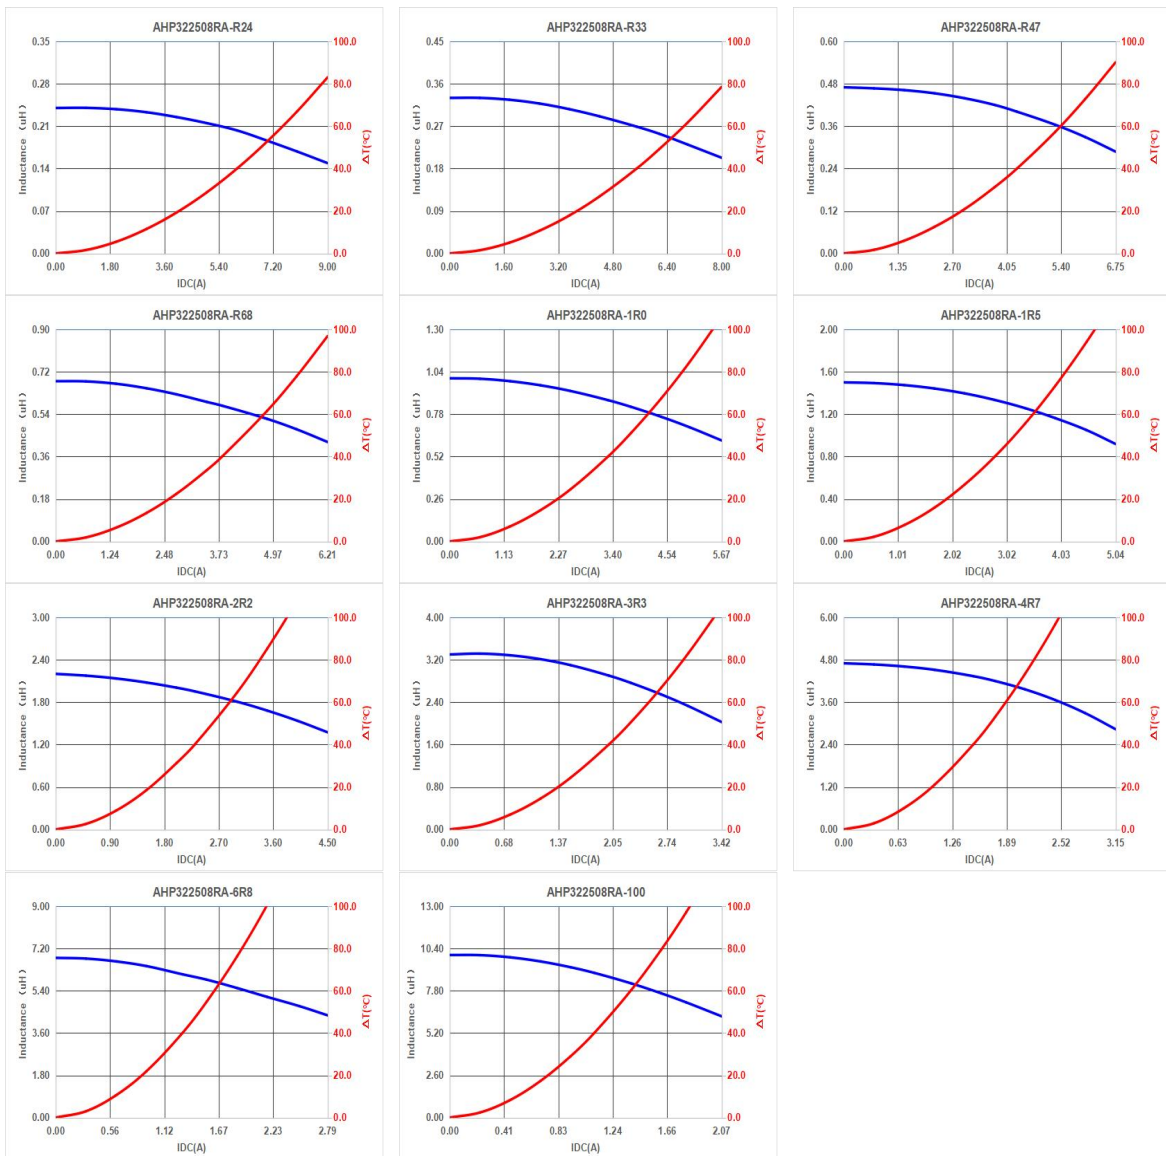 AHP322508RA-R24
0.35
0.28
0.21
0.14
0.07
0.00
Inductance (uH)
100.0
80.0
60.0
40.0
20.0
0.0
ΔT(℃)
0.00 1.80 3.60 5.40 7.20 9.00
IDC(A)
AHP322508RA-R33
0.45
0.36
0.27
0.18
0.09
0.00
Inductance (uH)
100.0
80.0
60.0
40.0
20.0
0.0
ΔT(℃)
0.00 1.60 3.20 4.80 6.40 8.00
IDC(A)
AHP322508RA-R47
0.60
0.48
0.36
0.24
0.12
0.00
Inductance (uH)
100.0
80.0
60.0
40.0
20.0
0.0
ΔT(℃)
0.00 1.35 2.70 4.05 5.40 6.75
IDC(A)
AHP322508RA-R68
0.90
0.72
0.54
0.36
0.18
0.00
Inductance (uH)
100.0
80.0
60.0
40.0
20.0
0.0
ΔT(℃)
0.00 1.24 2.48 3.73 4.97 6.21
IDC(A)
AHP322508RA-1R0
1.30
1.04
0.78
0.52
0.26
0.00
Inductance (uH)
100.0
80.0
60.0
40.0
20.0
0.0
ΔT(℃)
0.00 1.13 2.27 3.40 4.54 5.67
IDC(A)
AHP322508RA-1R5
2.00
1.60
1.20
0.80
0.40
0.00
Inductance (uH)
100.0
80.0
60.0
40.0
20.0
0.0
ΔT(℃)
0.00 1.01 2.02 3.02 4.03 5.04
IDC(A)
AHP322508RA-2R2
3.00
2.40
1.80
1.20
0.60
0.00
Inductance (uH)
100.0
80.0
60.0
40.0
20.0
0.0
ΔT(℃)
0.00 0.90 1.80 2.70 3.60 4.50
IDC(A)
AHP322508RA-3R3
4.00
3.20
2.40
1.60
0.80
0.00
Inductance (uH)
100.0
80.0
60.0
40.0
20.0
0.0
ΔT(℃)
0.00 0.68 1.37 2.05 2.74 3.42
IDC(A)
AHP322508RA-4R7
6.00
4.80
3.60
2.40
1.20
0.00
Inductance (uH)
100.0
80.0
60.0
40.0
20.0
0.0
ΔT(℃)
0.00 0.63 1.26 1.89 2.52 3.15
IDC(A)
AHP322508RA-6R8
9.00
7.20
5.40
3.60
1.80
0.00
Inductance (uH)
100.0
80.0
60.0
40.0
20.0
0.0
ΔT(℃)
0.00 0.56 1.12 1.67 2.23 2.79
IDC(A)
AHP322508RA-100
13.00
10.40
7.80
5.20
2.60
0.00
Inductance (uH)
100.0
80.0
60.0
40.0
20.0
0.0
ΔT(℃)
0.00 0.41 0.83 1.24 1.66 2.07
IDC(A)